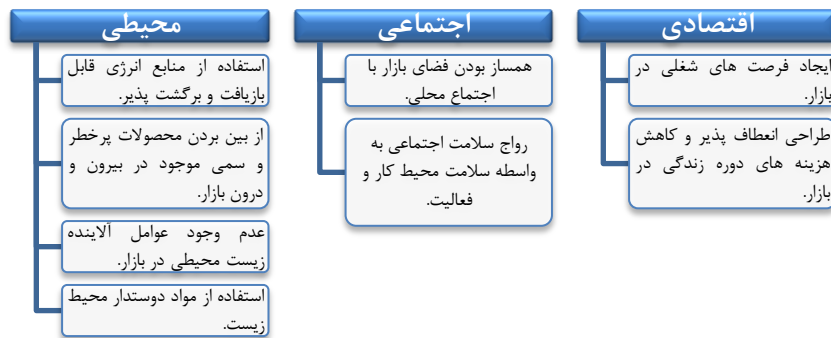 اقتصادی
ایجاد فرصت های شغلی در
بازار.
طراحی انعطاف پذیر و کاهش
هزینه های دوره زندگی در
بازار.
اجتماعی
همساز بودن فضای بازار با
اجتماع محلی.
رواج سلامت اجتماعی به
واسطه سلامت محیط کار و
فعالیت.
محیطی
استفاده از منابع انرژی قابل
بازیافت و برگشت پذیر.
از بین بردن محصولات پرخطر
و سمی موجود در بیرون و
درون بازار.
عدم وجود عوامل آلاینده
زیست محیطی در بازار.
استفاده از مواد دوستدار محیط
زیست.